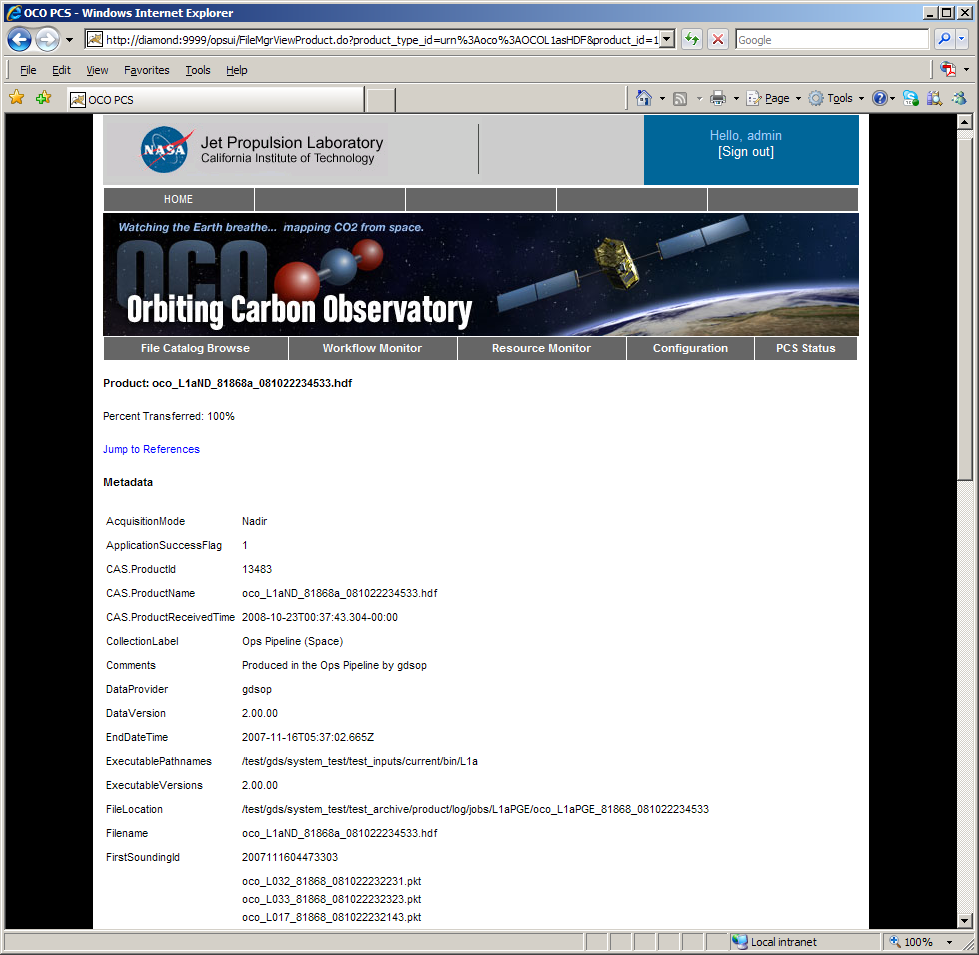 OCO PCS - Windows Internet Explorer
http://diamond:9999/opsui/FileMgrViewProduct.do?product_type_id=urn%3Aoco%3AOCOL1asHDF&product_id=1
Google
File Edit View Favorites Tools Help
OCO PCS
Page Tools
NASA
Jet Propulsion Laboratory
California Institute of Technology
Hello, admin
[Sign out]
HOME
Watching the Earth breathe... mapping CO2 from space.
OCO
Orbiting Carbon Observatory
File Catalog Browse Workflow Monitor Resource Monitor Configuration PCS Status
Product: oco_L1aND_81868a_081022234533.hdf
Percent Transferred: 100%
Jump to References
Metadata
AcquisitionMode Nadir
ApplicationSuccessFlag 1
CAS.ProductId 13483
CAS.ProductName oco_L1aND_81868a_081022234533.hdf
CAS.ProductReceivedTime 2008-10-23T00:37:43.304-00:00
CollectionLabel Ops Pipeline (Space)
Comments Produced in the Ops Pipeline by gdsop
DataProvider gdsop
DataVersion 2.00.00
EndDateTime 2007-11-16T05:37:02.665Z
ExecutablePathnames /test/gds/system_test/test_inputs/current/bin/L1a
ExecutableVersions 2.00.00
FileLocation /test/gds/system_test/test_archive/product/log/jobs/L1aPGE/oco_L1aPGE_81868_081022234533
Filename oco_L1aND_81868a_081022234533.hdf
FirstSoundingId 2007111604473303
oco_L032_81868_081022232231.pkt
oco_L033_81868_081022232323.pkt
oco_L017_81868_081022232143.pkt
Local intranet 100%